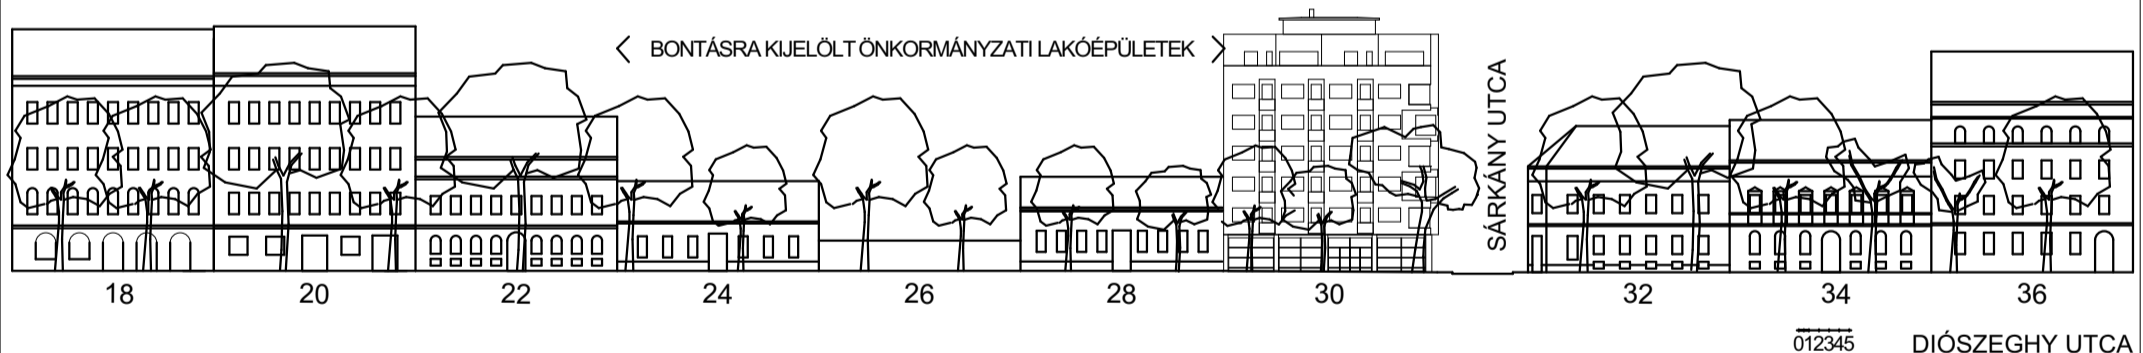 BONTÁSRA KIJELÖLT ÖNKORMÁNYZATI LAKÓÉPÜLETEK
SÁRKÁNY UTCA
18 20 22 24 26 28 30 32 34 36
012345
DIÓSZEGHY UTCA